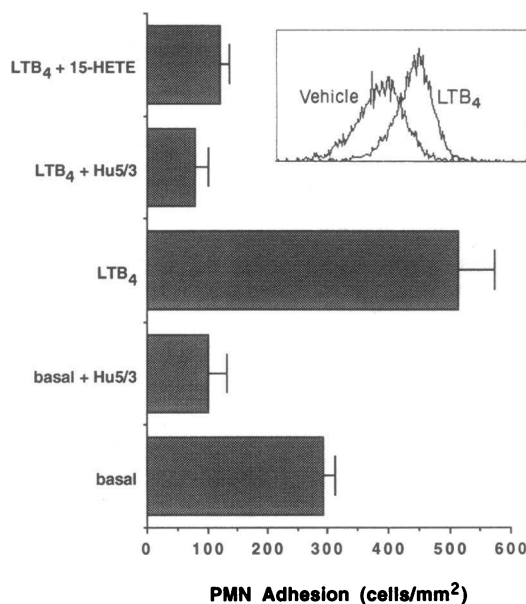 LTB₄ + 15-HETE
Vehicle
LTB₄
LTB₄ + Hu5/3
LTB₄
basal + Hu5/3
basal
0 100 200 300 400 500 600
PMN Adhesion (cells/mm²)